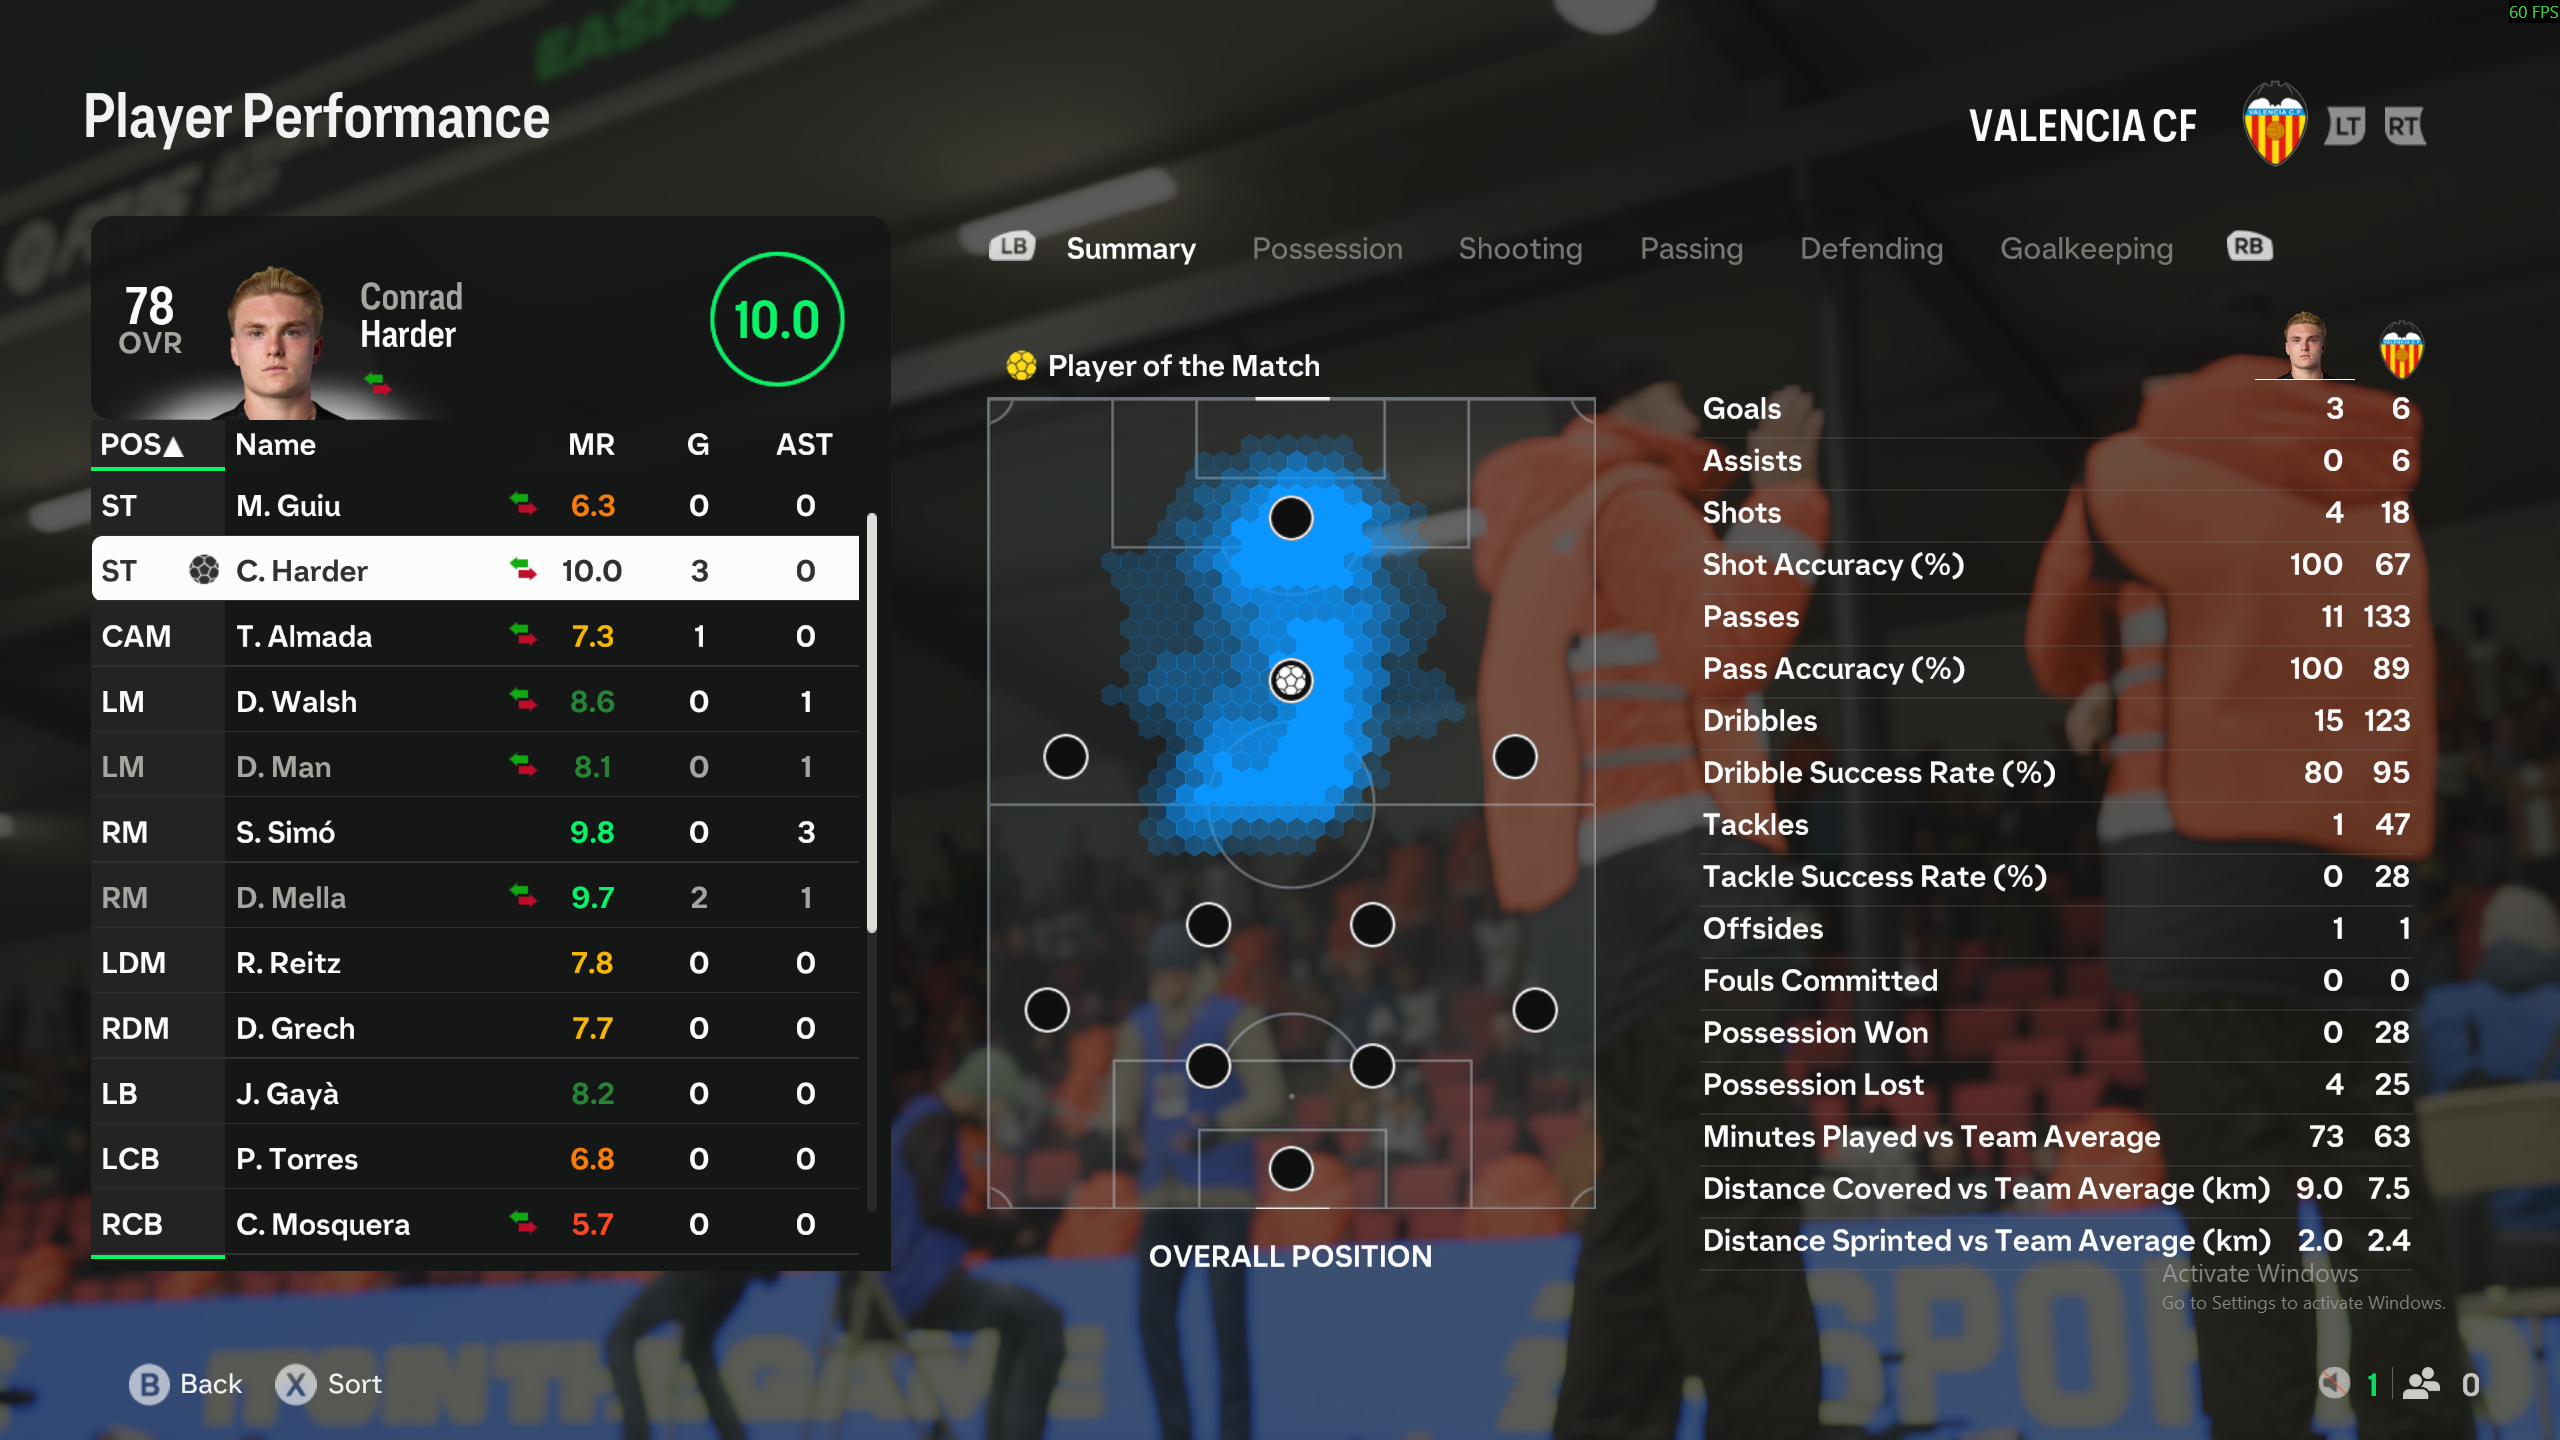 60 FPS
Player Performance
VALENCIA CF
LT
RT
78
OVR
Conrad
Harder
10.0
LB
Summary
Possession
Shooting
Passing
Defending
Goalkeeping
RB
Player of the Match
POS▲ Name MR G AST
ST M. Guiu 6.3 0 0
ST C. Harder 10.0 3 0
CAM T. Almada 7.3 1 0
LM D. Walsh 8.6 0 1
LM D. Man 8.1 0 1
RM S. Simó 9.8 0 3
RM D. Mella 9.7 2 1
LDM R. Reitz 7.8 0 0
RDM D. Grech 7.7 0 0
LB J. Gayà 8.2 0 0
LCB P. Torres 6.8 0 0
RCB C. Mosquera 5.7 0 0
OVERALL POSITION
Goals 3 6
Assists 0 6
Shots 4 18
Shot Accuracy (%) 100 67
Passes 11 133
Pass Accuracy (%) 100 89
Dribbles 15 123
Dribble Success Rate (%) 80 95
Tackles 1 47
Tackle Success Rate (%) 0 28
Offsides 1 1
Fouls Committed 0 0
Possession Won 0 28
Possession Lost 4 25
Minutes Played vs Team Average 73 63
Distance Covered vs Team Average (km) 9.0 7.5
Distance Sprinted vs Team Average (km) 2.0 2.4
Activate Windows
Go to Settings to activate Windows.
B Back X Sort
1 0